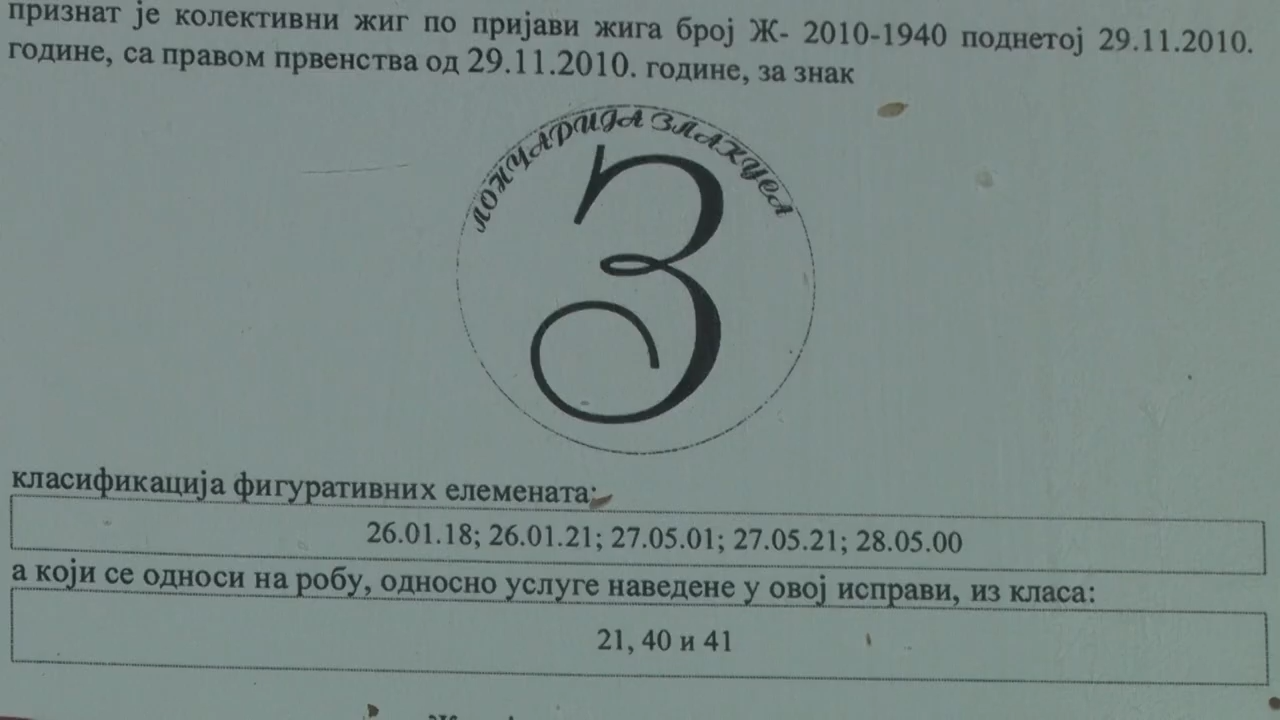 признат је колективни жиг по пријави жига број Ж- 2010-1940 поднетој 29.11.2010.
године, са правом првенства од 29.11.2010. године, за знак
ЛОНЧАРИЈА ЗЛАКУСА
З
класификација фигуративних елемената:
26.01.18; 26.01.21; 27.05.01; 27.05.21; 28.05.00
а који се односи на робу, односно услуге наведене у овој исправи, из класа:
21, 40 и 41